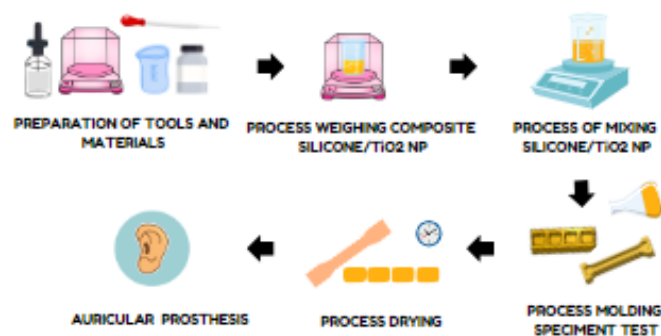 PREPARATION OF TOOLS AND
MATERIALS
PROCESS WEIGHING COMPOSITE
SILICONE/TiO2 NP
PROCESS OF MIXING
SILICONE/TiO2 NP
AURICULAR PROSTHESIS
PROCESS DRYING
PROCESS MOLDING
SPECIMENT TEST